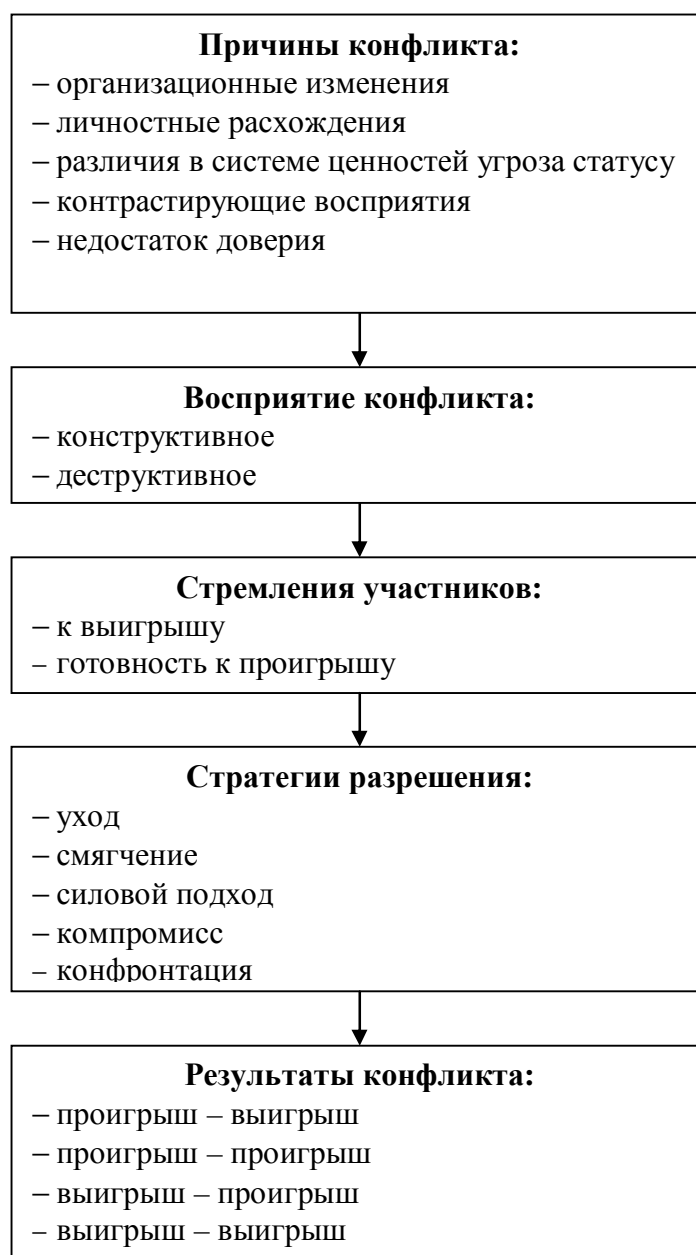 Причины конфликта:
– организационные изменения
– личностные расхождения
– различия в системе ценностей угроза статусу
– контрастирующие восприятия
– недостаток доверия
Восприятие конфликта:
– конструктивное
– деструктивное
Стремления участников:
– к выигрышу
– готовность к проигрышу
Стратегии разрешения:
– уход
– смягчение
– силовой подход
– компромисс
– конфронтация
Результаты конфликта:
– проигрыш – выигрыш
– проигрыш – проигрыш
– выигрыш – проигрыш
– выигрыш – выигрыш